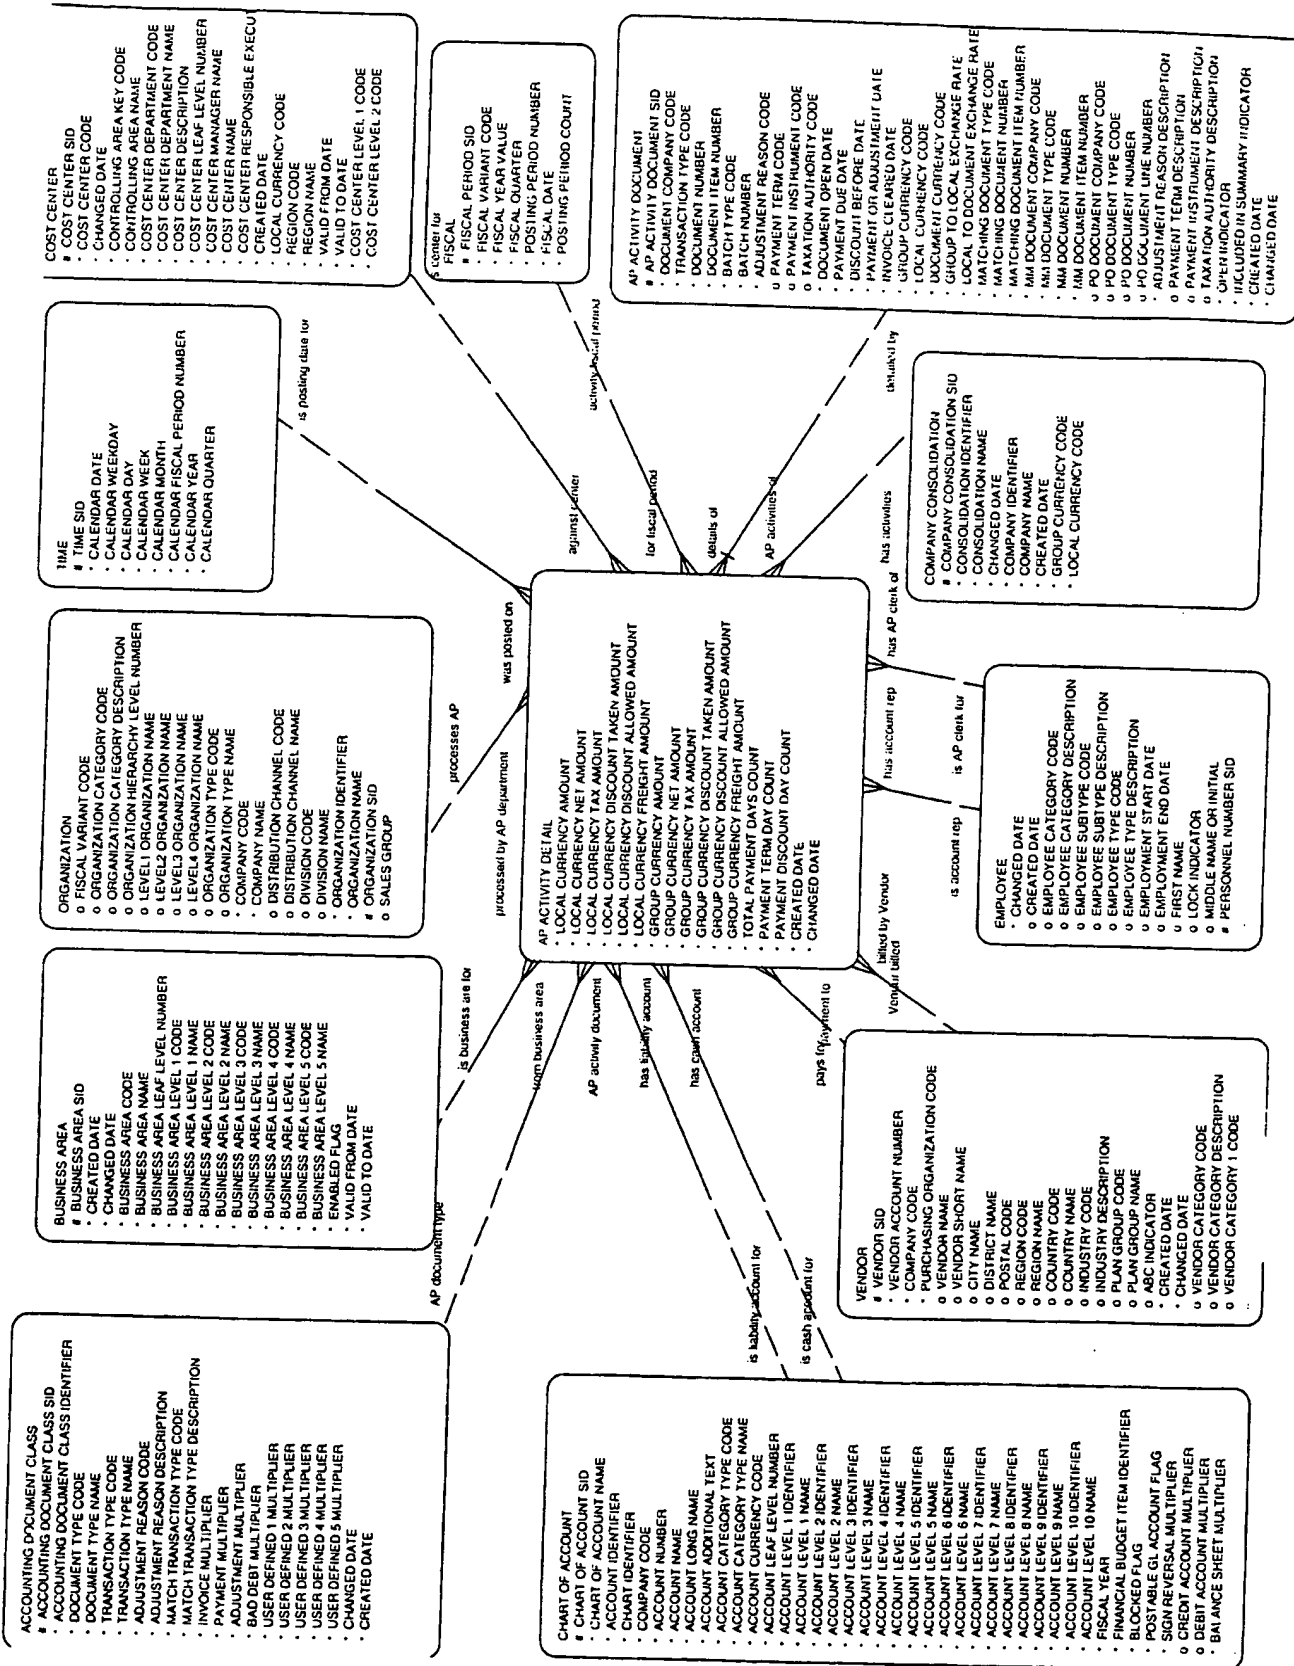 ACCOUNTING DOCUMENT CLASS
# ACCOUNTING DOCUMENT CLASS SID
· ACCOUNTING DOCUMENT CLASS IDENTIFIER
· DOCUMENT TYPE CODE
· DOCUMENT TYPE NAME
· TRANSACTION TYPE CODE
· TRANSACTION TYPE NAME
· ADJUSTMENT REASON CODE
· ADJUSTMENT REASON DESCRIPTION
· MATCH TRANSACTION TYPE CODE
· MATCH TRANSACTION TYPE DESCRIPTION
· INVOICE MULTIPLIER
· PAYMENT MULTIPLIER
· ADJUSTMENT MULTIPLIER
· BAD DEBT MULTIPLIER
· USER DEFINED 1 MULTIPLIER
· USER DEFINED 2 MULTIPLIER
· USER DEFINED 3 MULTIPLIER
· USER DEFINED 4 MULTIPLIER
· USER DEFINED 5 MULTIPLIER
· CHANGED DATE
· CREATED DATE
BUSINESS AREA
# BUSINESS AREA SID
· CREATED DATE
· CHANGED DATE
· BUSINESS AREA CODE
· BUSINESS AREA NAME
· BUSINESS AREA LEAF LEVEL NUMBER
· BUSINESS AREA LEVEL 1 CODE
· BUSINESS AREA LEVEL 1 NAME
· BUSINESS AREA LEVEL 2 CODE
· BUSINESS AREA LEVEL 2 NAME
· BUSINESS AREA LEVEL 3 CODE
· BUSINESS AREA LEVEL 3 NAME
· BUSINESS AREA LEVEL 4 CODE
· BUSINESS AREA LEVEL 4 NAME
· BUSINESS AREA LEVEL 5 CODE
· BUSINESS AREA LEVEL 5 NAME
· ENABLED FLAG
· VALID FROM DATE
· VALID TO DATE
ORGANIZATION
o FISCAL VARIANT CODE
o ORGANIZATION CATEGORY CODE
o ORGANIZATION CATEGORY DESCRIPTION
o ORGANIZATION HIERARCHY LEVEL NUMBER
o LEVEL1 ORGANIZATION NAME
o LEVEL2 ORGANIZATION NAME
o LEVEL3 ORGANIZATION NAME
o LEVEL4 ORGANIZATION NAME
o ORGANIZATION TYPE CODE
o ORGANIZATION TYPE NAME
· COMPANY CODE
· COMPANY NAME
o DISTRIBUTION CHANNEL CODE
o DISTRIBUTION CHANNEL NAME
o DIVISION CODE
o DIVISION NAME
· ORGANIZATION IDENTIFIER
· ORGANIZATION NAME
# ORGANIZATION SID
o SALES GROUP
TIME
# TIME SID
· CALENDAR DATE
· CALENDAR WEEKDAY
· CALENDAR DAY
· CALENDAR WEEK
· CALENDAR MONTH
· CALENDAR FISCAL PERIOD NUMBER
· CALENDAR YEAR
· CALENDAR QUARTER
COST CENTER
# COST CENTER SID
· COST CENTER CODE
· CHANGED DATE
· CONTROLLING AREA KEY CODE
· CONTROLLING AREA NAME
· COST CENTER DEPARTMENT CODE
· COST CENTER DEPARTMENT NAME
· COST CENTER DESCRIPTION
· COST CENTER LEAF LEVEL NUMBER
· COST CENTER MANAGER NAME
· COST CENTER NAME
· COST CENTER RESPONSIBLE EXECU
· CREATED DATE
· LOCAL CURRENCY CODE
· REGION CODE
· REGION NAME
· VALID FROM DATE
· VALID TO DATE
· COST CENTER LEVEL 1 CODE
· COST CENTER LEVEL 2 CODE
AP document type
is business are for
processes AP
is posting date for
is center for
from business area
processed by AP department
was posted on
against center
FISCAL
# FISCAL PERIOD SID
· FISCAL VARIANT CODE
· FISCAL YEAR VALUE
· FISCAL QUARTER
· POSTING PERIOD NUMBER
· FISCAL DATE
· POSTING PERIOD COUNT
activity fiscal period
for fiscal period
AP activity document
has liability account
has cash account
AP ACTIVITY DETAIL
· LOCAL CURRENCY AMOUNT
· LOCAL CURRENCY NET AMOUNT
· LOCAL CURRENCY TAX AMOUNT
· LOCAL CURRENCY DISCOUNT TAKEN AMOUNT
· LOCAL CURRENCY DISCOUNT ALLOWED AMOUNT
· LOCAL CURRENCY FREIGHT AMOUNT
· GROUP CURRENCY AMOUNT
· GROUP CURRENCY NET AMOUNT
· GROUP CURRENCY TAX AMOUNT
· GROUP CURRENCY DISCOUNT TAKEN AMOUNT
· GROUP CURRENCY DISCOUNT ALLOWED AMOUNT
· GROUP CURRENCY FREIGHT AMOUNT
· TOTAL PAYMENT DAYS COUNT
· PAYMENT TERM DAY COUNT
· PAYMENT DISCOUNT DAY COUNT
· CREATED DATE
· CHANGED DATE
details of
AP activities of
detailed by
AP ACTIVITY DOCUMENT
# AP ACTIVITY DOCUMENT SID
· DOCUMENT COMPANY CODE
· TRANSACTION TYPE CODE
· DOCUMENT NUMBER
· DOCUMENT ITEM NUMBER
· BATCH TYPE CODE
· BATCH NUMBER
· ADJUSTMENT REASON CODE
o PAYMENT TERM CODE
o PAYMENT INSTRUMENT CODE
o TAXATION AUTHORITY CODE
· DOCUMENT OPEN DATE
· PAYMENT DUE DATE
· DISCOUNT BEFORE DATE
· PAYMENT OR ADJUSTMENT DATE
· INVOICE CLEARED DATE
· GROUP CURRENCY CODE
· LOCAL CURRENCY CODE
· DOCUMENT CURRENCY CODE
· GROUP TO LOCAL EXCHANGE RATE
· LOCAL TO DOCUMENT EXCHANGE RATE
· MATCHING DOCUMENT TYPE CODE
· MATCHING DOCUMENT NUMBER
· MATCHING DOCUMENT ITEM NUMBER
· MM DOCUMENT COMPANY CODE
· MM DOCUMENT TYPE CODE
· MM DOCUMENT NUMBER
· MM DOCUMENT ITEM NUMBER
o PO DOCUMENT COMPANY CODE
o PO DOCUMENT TYPE CODE
o PO DOCUMENT NUMBER
o PO DOCUMENT LINE NUMBER
· ADJUSTMENT REASON DESCRIPTION
o PAYMENT TERM DESCRIPTION
o PAYMENT INSTRUMENT DESCRIPTION
o TAXATION AUTHORITY DESCRIPTION
· OPEN INDICATOR
· INCLUDED IN SUMMARY INDICATOR
· CREATED DATE
· CHANGED DATE
is liability account for
is cash account for
pays for
payment to
Vendor billed
billed by Vendor
has account rep
is account rep
has AP clerk of
is AP clerk for
has activities
CHART OF ACCOUNT
# CHART OF ACCOUNT SID
· CHART OF ACCOUNT NAME
· ACCOUNT IDENTIFIER
· CHART IDENTIFIER
· COMPANY CODE
· ACCOUNT NUMBER
· ACCOUNT NAME
· ACCOUNT LONG NAME
· ACCOUNT ADDITIONAL TEXT
· ACCOUNT CATEGORY TYPE CODE
· ACCOUNT CATEGORY TYPE NAME
· ACCOUNT CURRENCY CODE
· ACCOUNT LEAF LEVEL NUMBER
· ACCOUNT LEVEL 1 IDENTIFIER
· ACCOUNT LEVEL 1 NAME
· ACCOUNT LEVEL 2 IDENTIFIER
· ACCOUNT LEVEL 2 NAME
· ACCOUNT LEVEL 3 IDENTIFIER
· ACCOUNT LEVEL 3 NAME
· ACCOUNT LEVEL 4 IDENTIFIER
· ACCOUNT LEVEL 4 NAME
· ACCOUNT LEVEL 5 IDENTIFIER
· ACCOUNT LEVEL 5 NAME
· ACCOUNT LEVEL 6 IDENTIFIER
· ACCOUNT LEVEL 6 NAME
· ACCOUNT LEVEL 7 IDENTIFIER
· ACCOUNT LEVEL 7 NAME
· ACCOUNT LEVEL 8 IDENTIFIER
· ACCOUNT LEVEL 8 NAME
· ACCOUNT LEVEL 9 IDENTIFIER
· ACCOUNT LEVEL 9 NAME
· ACCOUNT LEVEL 10 IDENTIFIER
· ACCOUNT LEVEL 10 NAME
· FISCAL YEAR
· FINANCIAL BUDGET ITEM IDENTIFIER
· BLOCKED FLAG
· POSTABLE GL ACCOUNT FLAG
· SIGN REVERSAL MULTIPLIER
o CREDIT ACCOUNT MULTIPLIER
o DEBIT ACCOUNT MULTIPLIER
· BALANCE SHEET MULTIPLIER
VENDOR
# VENDOR SID
· VENDOR ACCOUNT NUMBER
· COMPANY CODE
· PURCHASING ORGANIZATION CODE
o VENDOR NAME
o VENDOR SHORT NAME
o CITY NAME
o DISTRICT NAME
o POSTAL CODE
o REGION CODE
o REGION NAME
o COUNTRY CODE
o COUNTRY NAME
o INDUSTRY CODE
o INDUSTRY DESCRIPTION
o PLAN GROUP CODE
o PLAN GROUP NAME
o ABC INDICATOR
· CREATED DATE
· CHANGED DATE
o VENDOR CATEGORY CODE
o VENDOR CATEGORY DESCRIPTION
o VENDOR CATEGORY 1 CODE
EMPLOYEE
· CHANGED DATE
o CREATED DATE
o EMPLOYEE CATEGORY CODE
o EMPLOYEE CATEGORY DESCRIPTION
o EMPLOYEE SUBTYPE CODE
o EMPLOYEE SUBTYPE DESCRIPTION
o EMPLOYEE TYPE CODE
o EMPLOYEE TYPE DESCRIPTION
o EMPLOYMENT START DATE
o EMPLOYMENT END DATE
o FIRST NAME
o LOCK INDICATOR
o MIDDLE NAME OR INITIAL
# PERSONNEL NUMBER SID
COMPANY CONSOLIDATION
# COMPANY CONSOLIDATION SID
· CONSOLIDATION IDENTIFIER
· CONSOLIDATION NAME
· CHANGED DATE
· COMPANY IDENTIFIER
· COMPANY NAME
· CREATED DATE
· GROUP CURRENCY CODE
· LOCAL CURRENCY CODE